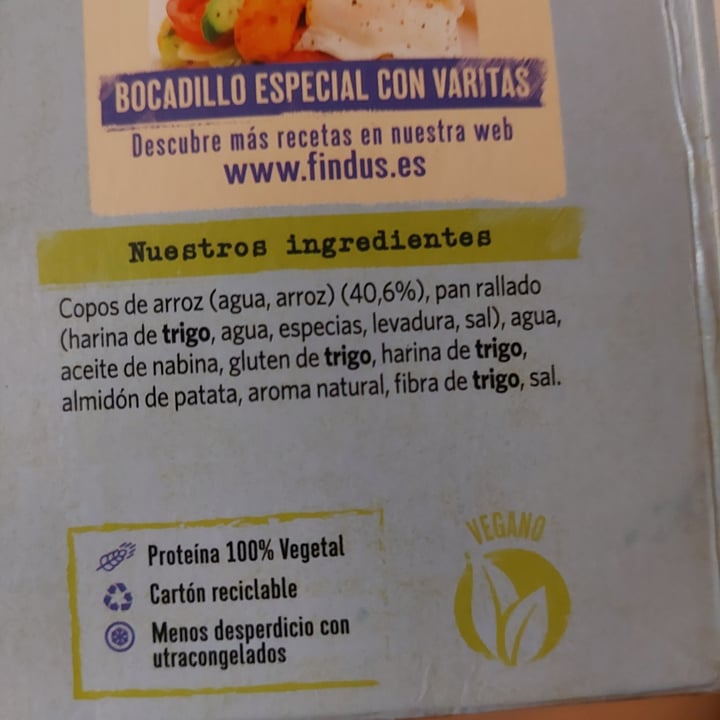 BOCADILLO ESPECIAL CON VARITAS
Descubre más recetas en nuestra web
www.findus.es
Nuestros ingredientes
Copos de arroz (agua, arroz) (40,6%), pan rallado
(harina de trigo, agua, especias, levadura, sal), agua,
aceite de nabina, gluten de trigo, harina de trigo,
almidón de patata, aroma natural, fibra de trigo, sal.
Proteína 100% Vegetal
Cartón reciclable
Menos desperdicio con
utracongelados
VEGANO